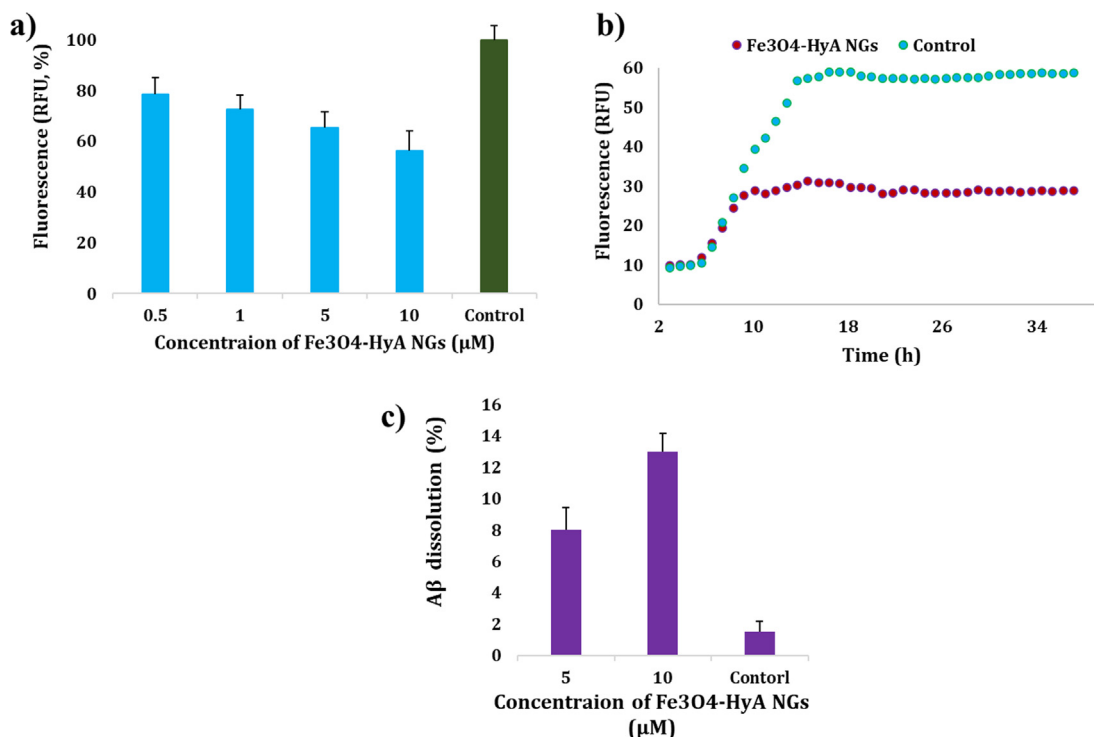 a)
Fluorescence (RFU, %)
100
80
60
40
20
0
0.5 1 5 10 Control
Concentraion of Fe3O4-HyA NGs (μM)
b)
Fe3O4-HyA NGs Control
Fluorescence (RFU)
60
50
40
30
20
10
0
2 10 18 26 34
Time (h)
c)
Aβ dissolution (%)
16
14
12
10
8
6
4
2
0
5 10 Contorl
Concentraion of Fe3O4-HyA NGs
(μM)